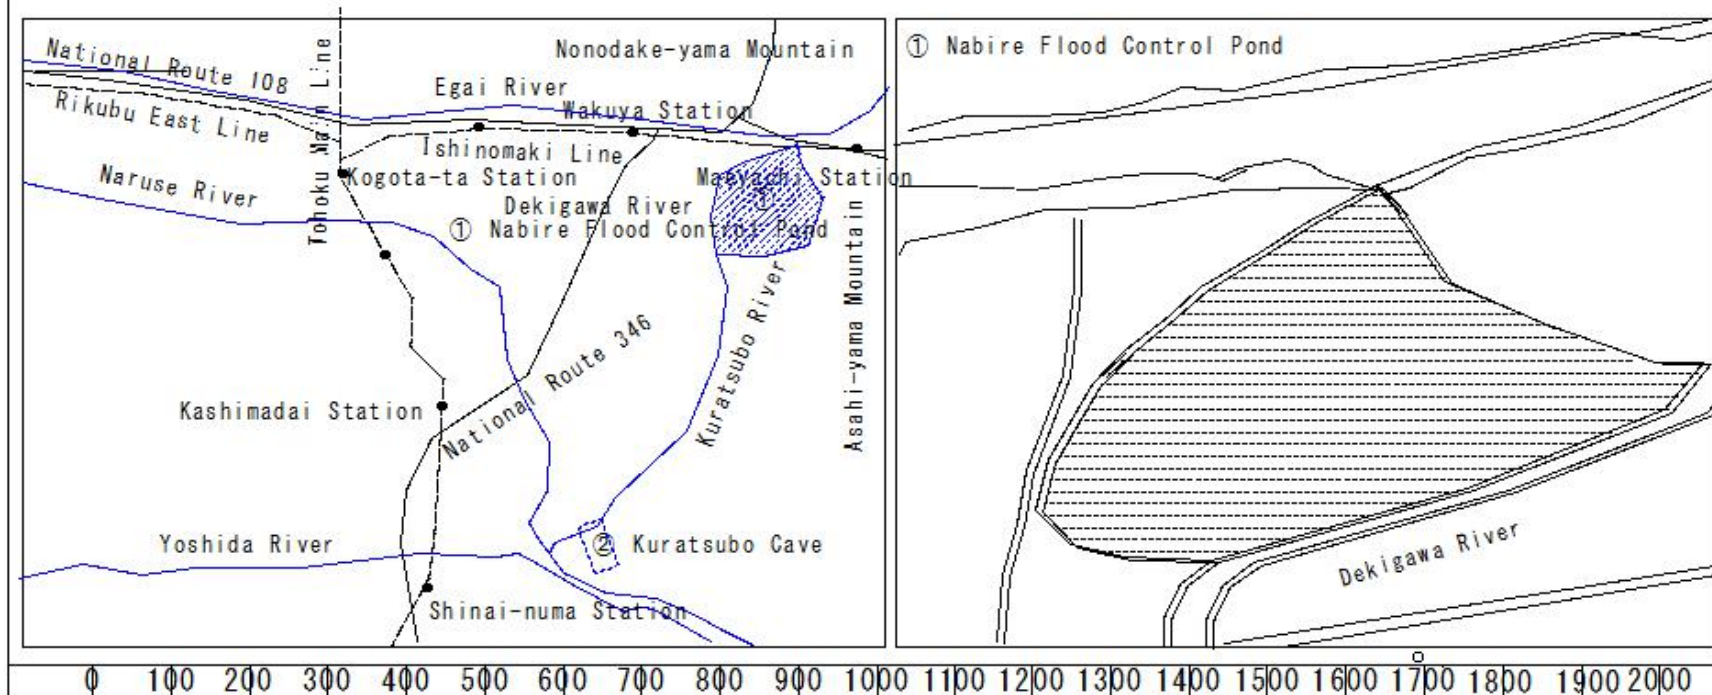 National Route 108
Rikubu East Line
Tohoku Main Line
Nonodake-yama Mountain
Egai River
Wakuya Station
Ishinomaki Line
Kogota-ta Station
Naruse River
Maeyachi Station
①
Dekigawa River
① Nabire Flood Control Pond
Asahi-yama Mountain
Kuratsubo River
National Route 346
Kashimadai Station
Yoshida River
② Kuratsubo Cave
Shinai-numa Station
① Nabire Flood Control Pond
Dekigawa River
0 100 200 300 400 500 600 700 800 900 1000 1100 1200 1300 1400 1500 1600 1700 1800 1900 2000